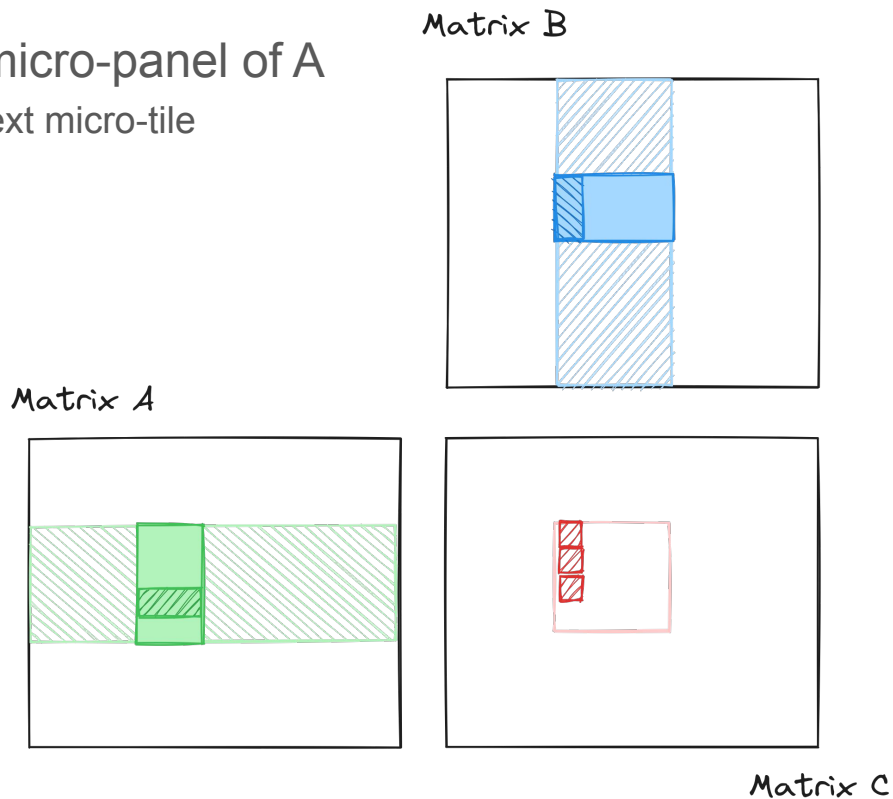 Matrix B
micro-panel of A
ext micro-tile
Matrix A
Matrix C